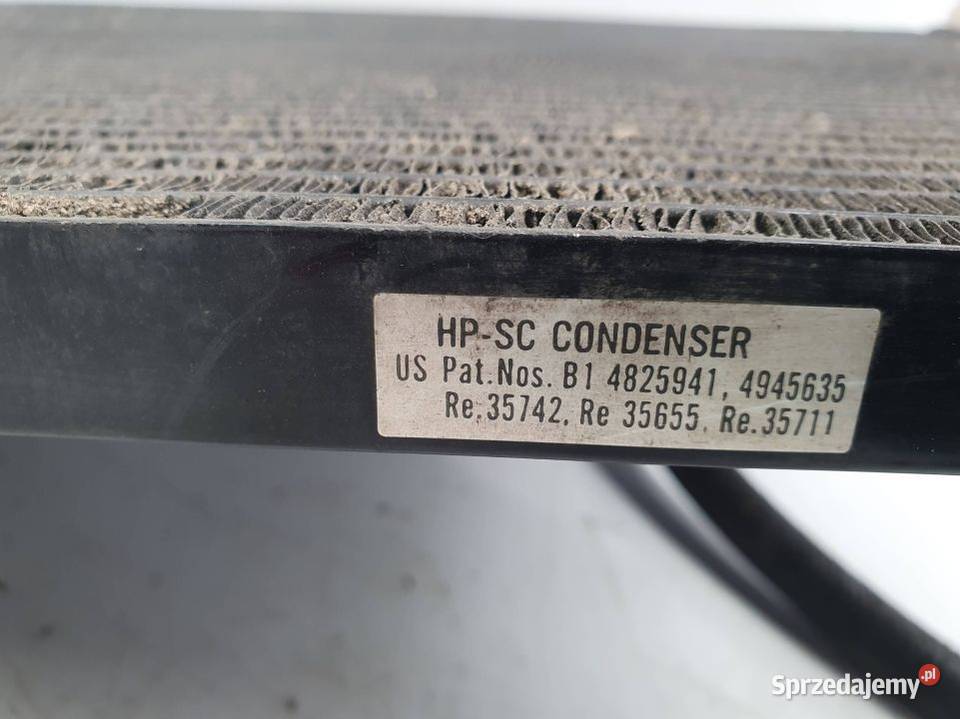 HP-SC CONDENSER
US Pat.Nos. B1 4825941, 4945635
Re.35742, Re 35655, Re.35711
Sprzedajemy.pl